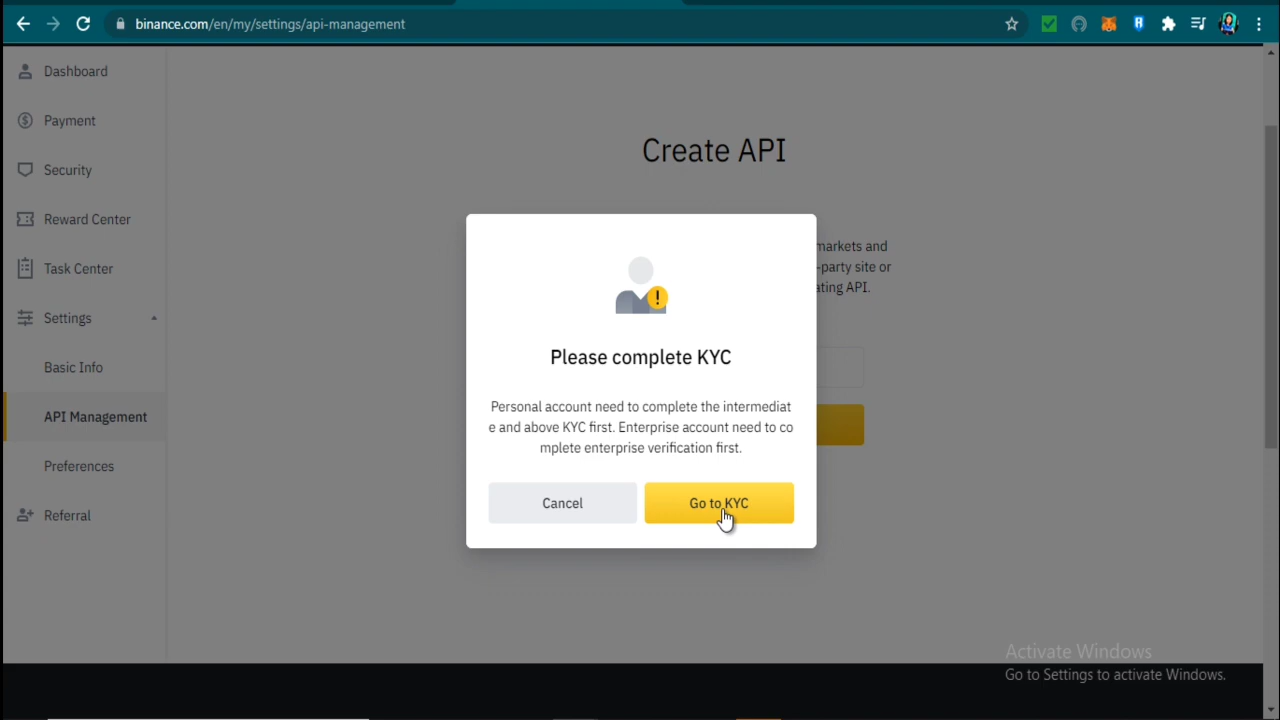 binance.com/en/my/settings/api-management
Dashboard
Payment
Security
Reward Center
Task Center
Settings
Basic Info
API Management
Preferences
Referral
Create API
markets and
-party site or
ating API.
Please complete KYC
Personal account need to complete the intermediat
e and above KYC first. Enterprise account need to co
mplete enterprise verification first.
Cancel
Go to KYC
Activate Windows
Go to Settings to activate Windows.